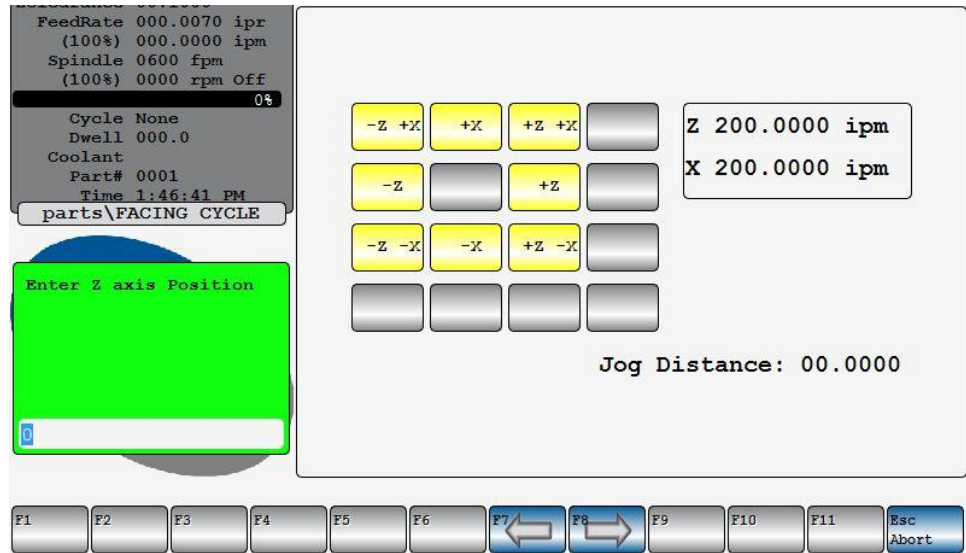 FeedRate 000.0070 ipr
(100%) 000.0000 ipm
Spindle 0600 fpm
(100%) 0000 rpm Off
0%
Cycle None
Dwell 000.0
Coolant
Part# 0001
Time 1:46:41 PM
parts\FACING CYCLE
Enter Z axis Position
0
-Z +X +X +Z +X
-Z +Z
-Z -X -X +Z -X
Z 200.0000 ipm
X 200.0000 ipm
Jog Distance: 00.0000
F1 F2 F3 F4 F5 F6 F7 F8 F9 F10 F11 Esc
Abort